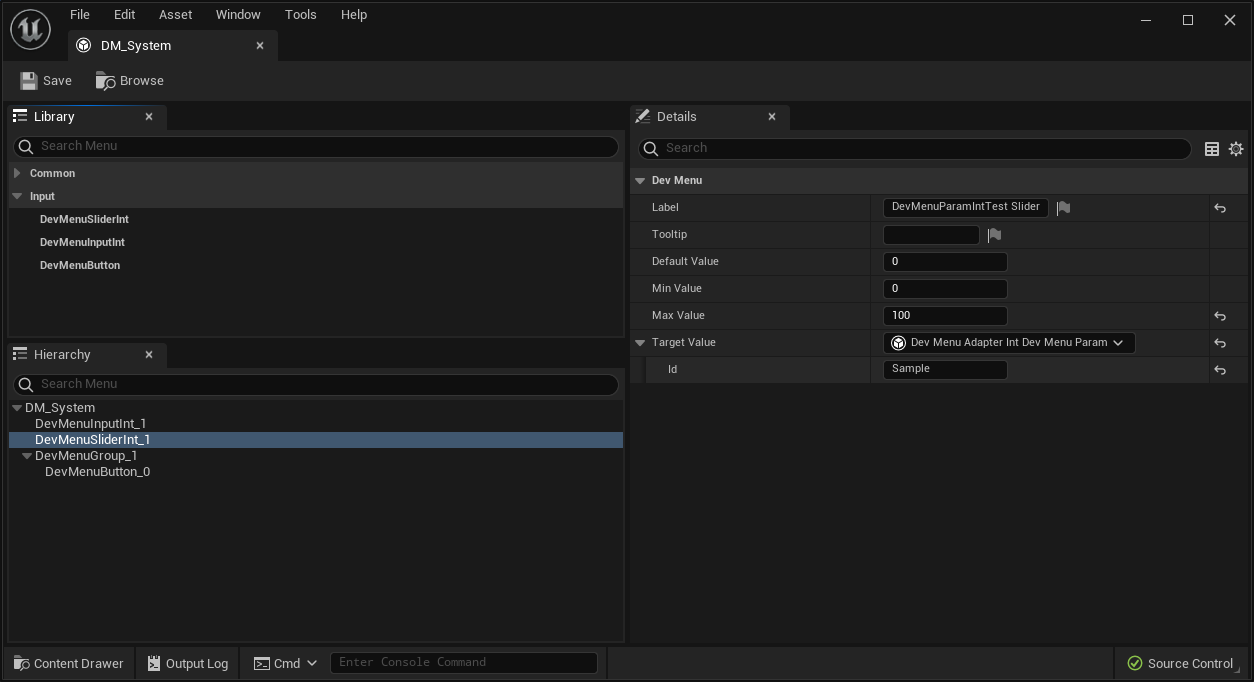 File Edit Asset Window Tools Help
DM_System
Save Browse
Library
Search Menu
Common
Input
DevMenuSliderInt
DevMenuInputInt
DevMenuButton
Hierarchy
Search Menu
DM_System
DevMenuInputInt_1
DevMenuSliderInt_1
DevMenuGroup_1
DevMenuButton_0
Details
Search
Dev Menu
Label DevMenuParamIntTest Slider
Tooltip
Default Value 0
Min Value 0
Max Value 100
Target Value Dev Menu Adapter Int Dev Menu Param
Id Sample
Content Drawer Output Log Cmd Enter Console Command Source Control